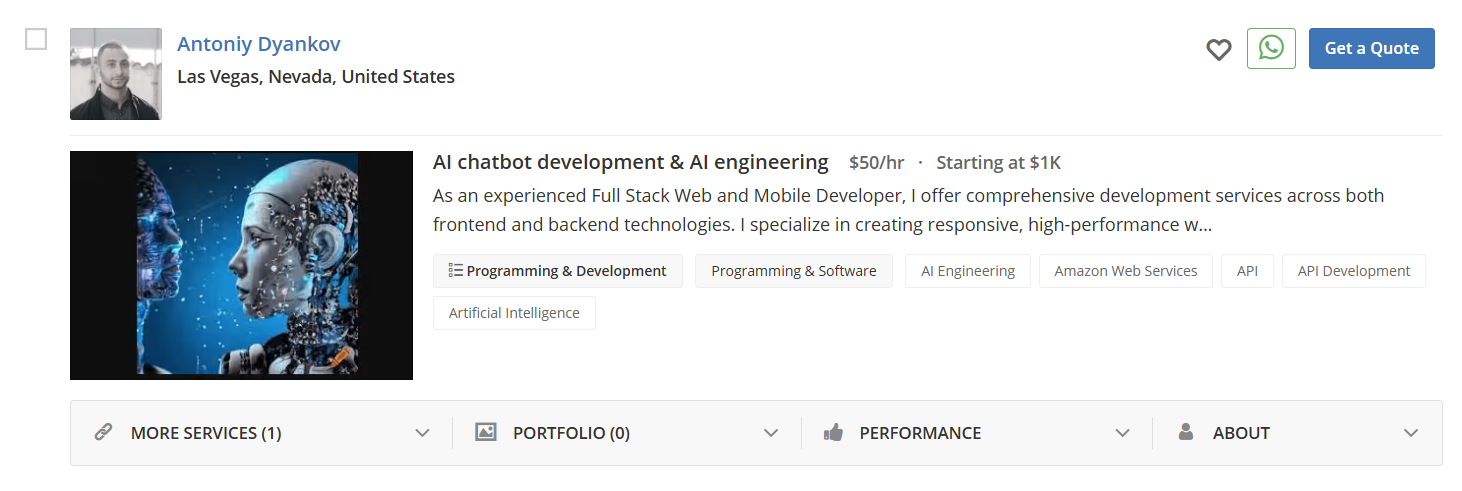 Antoniy Dyankov
Las Vegas, Nevada, United States
Get a Quote
AI chatbot development & AI engineering $50/hr · Starting at $1K
As an experienced Full Stack Web and Mobile Developer, I offer comprehensive development services across both
frontend and backend technologies. I specialize in creating responsive, high-performance w...
Programming & Development Programming & Software AI Engineering Amazon Web Services API API Development
Artificial Intelligence
MORE SERVICES (1) PORTFOLIO (0) PERFORMANCE ABOUT